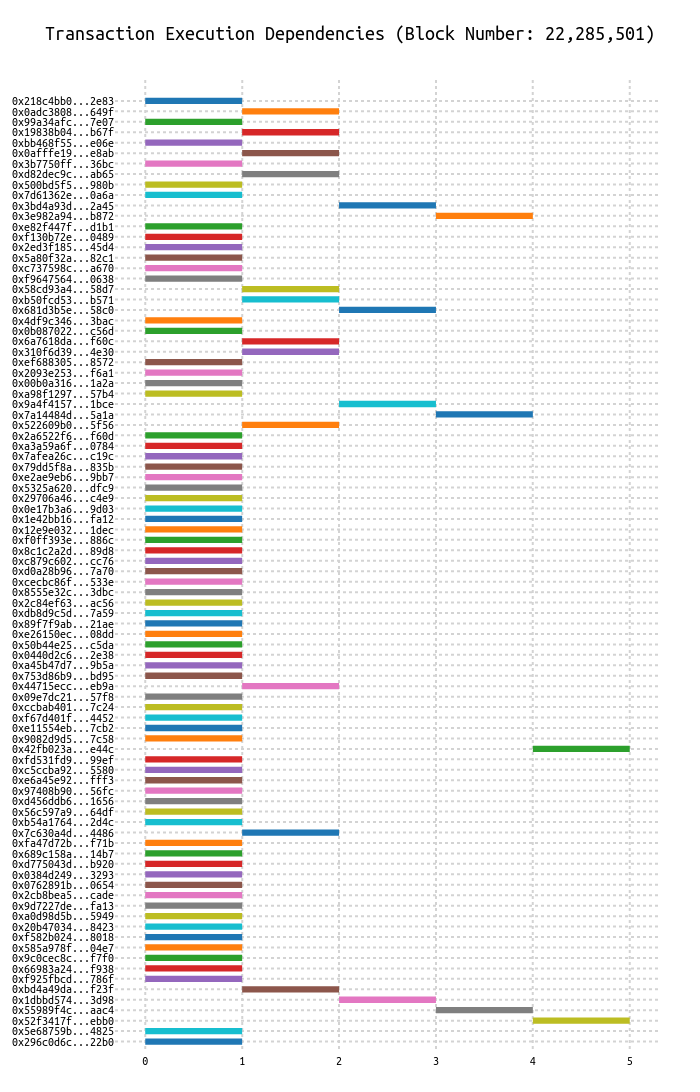 Transaction Execution Dependencies (Block Number: 22,285,501)
0x218c4bb0...2e83
0x0adc3808...649f
0x99a34afc...7e07
0x19838b04...b67f
0xbb468f55...e06e
0x0afffe19...e8ab
0x3b7750ff...36bc
0xd82dec9c...ab65
0x500bd5f5...980b
0x7d61362e...0a6a
0x3bd4a93d...2a45
0x3e982a94...b872
0xe82f447f...d1b1
0xf130b72e...0489
0x2ed3f185...45d4
0x5a80f32a...82c1
0xc737598c...a670
0xf9647564...0638
0x58cd93a4...58d7
0xb50fcd53...b571
0x681d3b5e...58c0
0x4df9c346...3bac
0x0b087022...c56d
0x6a7618da...f60c
0x310f6d39...4e30
0xef688305...8572
0x2093e253...f6a1
0x00b0a316...1a2a
0xa98f1297...57b4
0x9a4f4157...1bce
0x7a14484d...5a1a
0x522609b0...5f56
0x2a6522f6...f60d
0xa3a59a6f...0784
0x7afea26c...c19c
0x79dd5f8a...835b
0xe2ae9eb6...9bb7
0x5325a620...dfc9
0x29706a46...c4e9
0x0e17b3a6...9d03
0x1e42bb16...fa12
0x12e9e032...1dec
0xf0ff393e...886c
0x8c1c2a2d...89d8
0xc879c602...cc76
0xd0a28b96...7a70
0xcecbc86f...533e
0x8555e32c...3dbc
0x2c84ef63...ac56
0xdb8d9c5d...7a59
0x89f7f9ab...21ae
0xe26150ec...08dd
0x50b44e25...c5da
0x0440d2c6...2e38
0xa45b47d7...9b5a
0x753d86b9...bd95
0x44715ecc...eb9a
0x09e7dc21...57f8
0xccbab401...7c24
0xf67d401f...4452
0xe11554eb...7cb2
0x9082d9d5...7c58
0x42fb023a...e44c
0xfd531fd9...99ef
0xc5ccba92...5580
0xe6a45e92...fff3
0x97408b90...56fc
0xd456ddb6...1656
0x56c597a9...64df
0xb54a1764...2d4c
0x7c630a4d...4486
0xfa47d72b...f71b
0x689c158a...14b7
0xd775043d...b920
0x0384d249...3293
0x0762891b...0654
0x2cb8bea5...cade
0x9d7227de...fa13
0xa0d98d5b...5949
0x20b47034...8423
0xf582b024...8018
0x585a978f...04e7
0x9c0cec8c...f7f0
0x66983a24...f938
0xf925fbcd...786f
0xbd4a49da...f23f
0x1dbbd574...3d98
0x55989f4c...aac4
0x52f3417f...ebb0
0x5e68759b...4825
0x296c0d6c...22b0
0 1 2 3 4 5